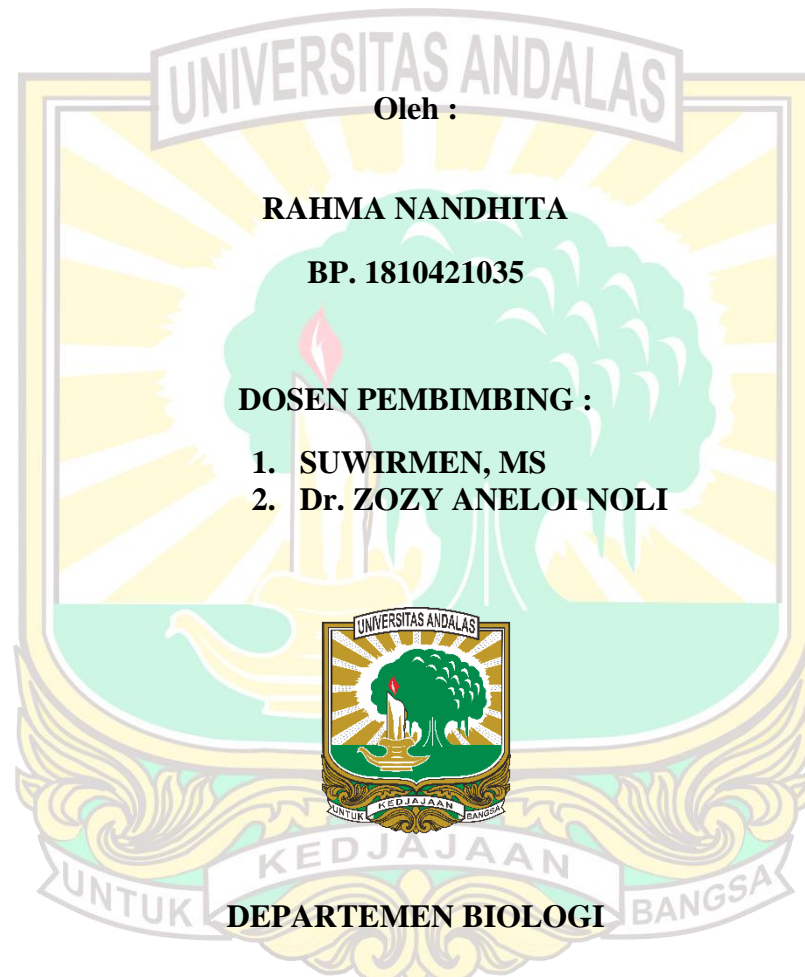 UNIVERSITAS ANDALAS
Oleh :
RAHMA NANDHITA
BP. 1810421035
DOSEN PEMBIMBING :
1. SUWIRMEN, MS
2. Dr. ZOZY ANELOI NOLI
UNIVERSITAS ANDALAS
UNTUK KEDJAJAAN BANGSA
UNTUK KEDJAJAAN BANGSA
DEPARTEMEN BIOLOGI